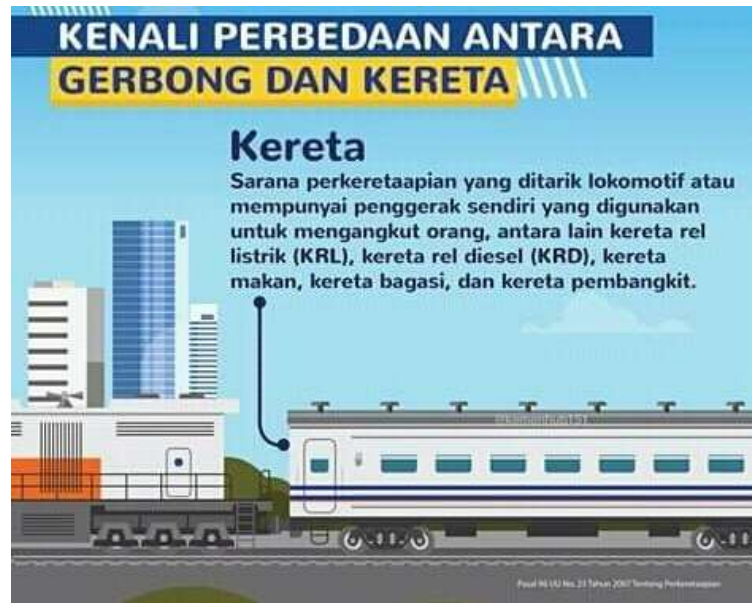 KENALI PERBEDAAN ANTARA
GERBONG DAN KERETA
Kereta
Sarana perkeretaapian yang ditarik lokomotif atau
mempunyai penggerak sendiri yang digunakan
untuk mengangkut orang, antara lain kereta rel
listrik (KRL), kereta rel diesel (KRD), kereta
makan, kereta bagasi, dan kereta pembangkit.
@kemenhub151
Pasal 96 UU No. 23 Tahun 2007 Tentang Perkeretaapian